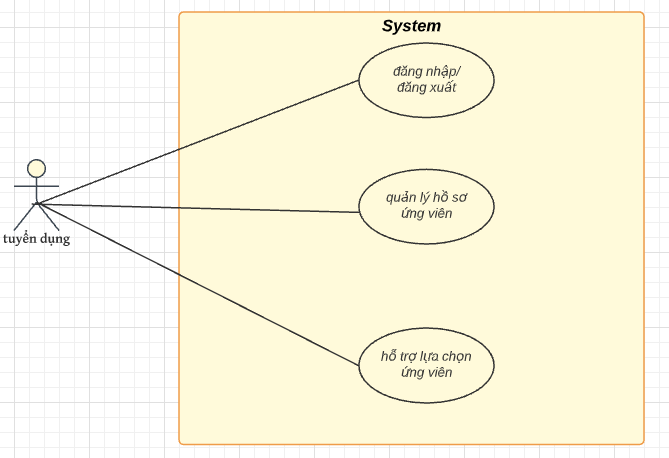 System
đăng nhập/
đăng xuất
quản lý hồ sơ
ứng viên
tuyển dụng
hỗ trợ lựa chọn
ứng viên